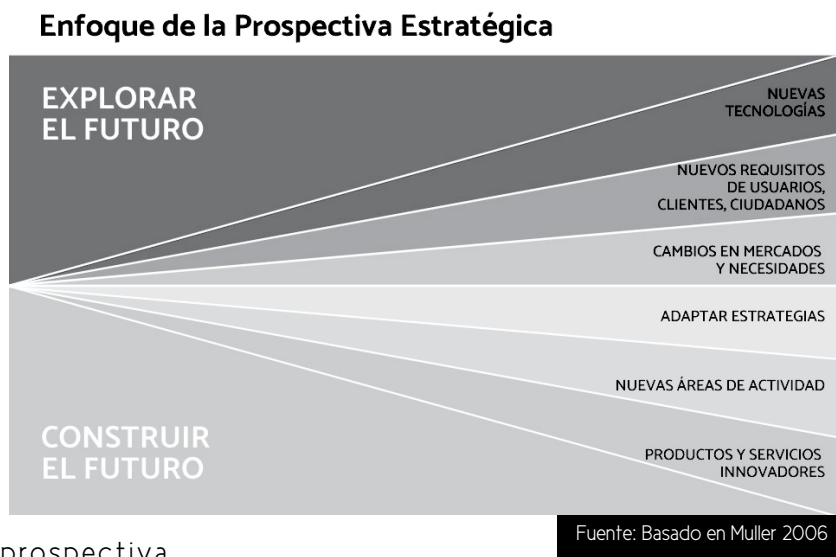 Enfoque de la Prospectiva Estratégica
EXPLORAR
EL FUTURO
NUEVAS
TECNOLOGÍAS
NUEVOS REQUISITOS
DE USUARIOS,
CLIENTES, CIUDADANOS
CAMBIOS EN MERCADOS
Y NECESIDADES
ADAPTAR ESTRATEGIAS
NUEVAS ÁREAS DE ACTIVIDAD
CONSTRUIR
EL FUTURO
PRODUCTOS Y SERVICIOS
INNOVADORES
Fuente: Basado en Muller 2006
prospectiva